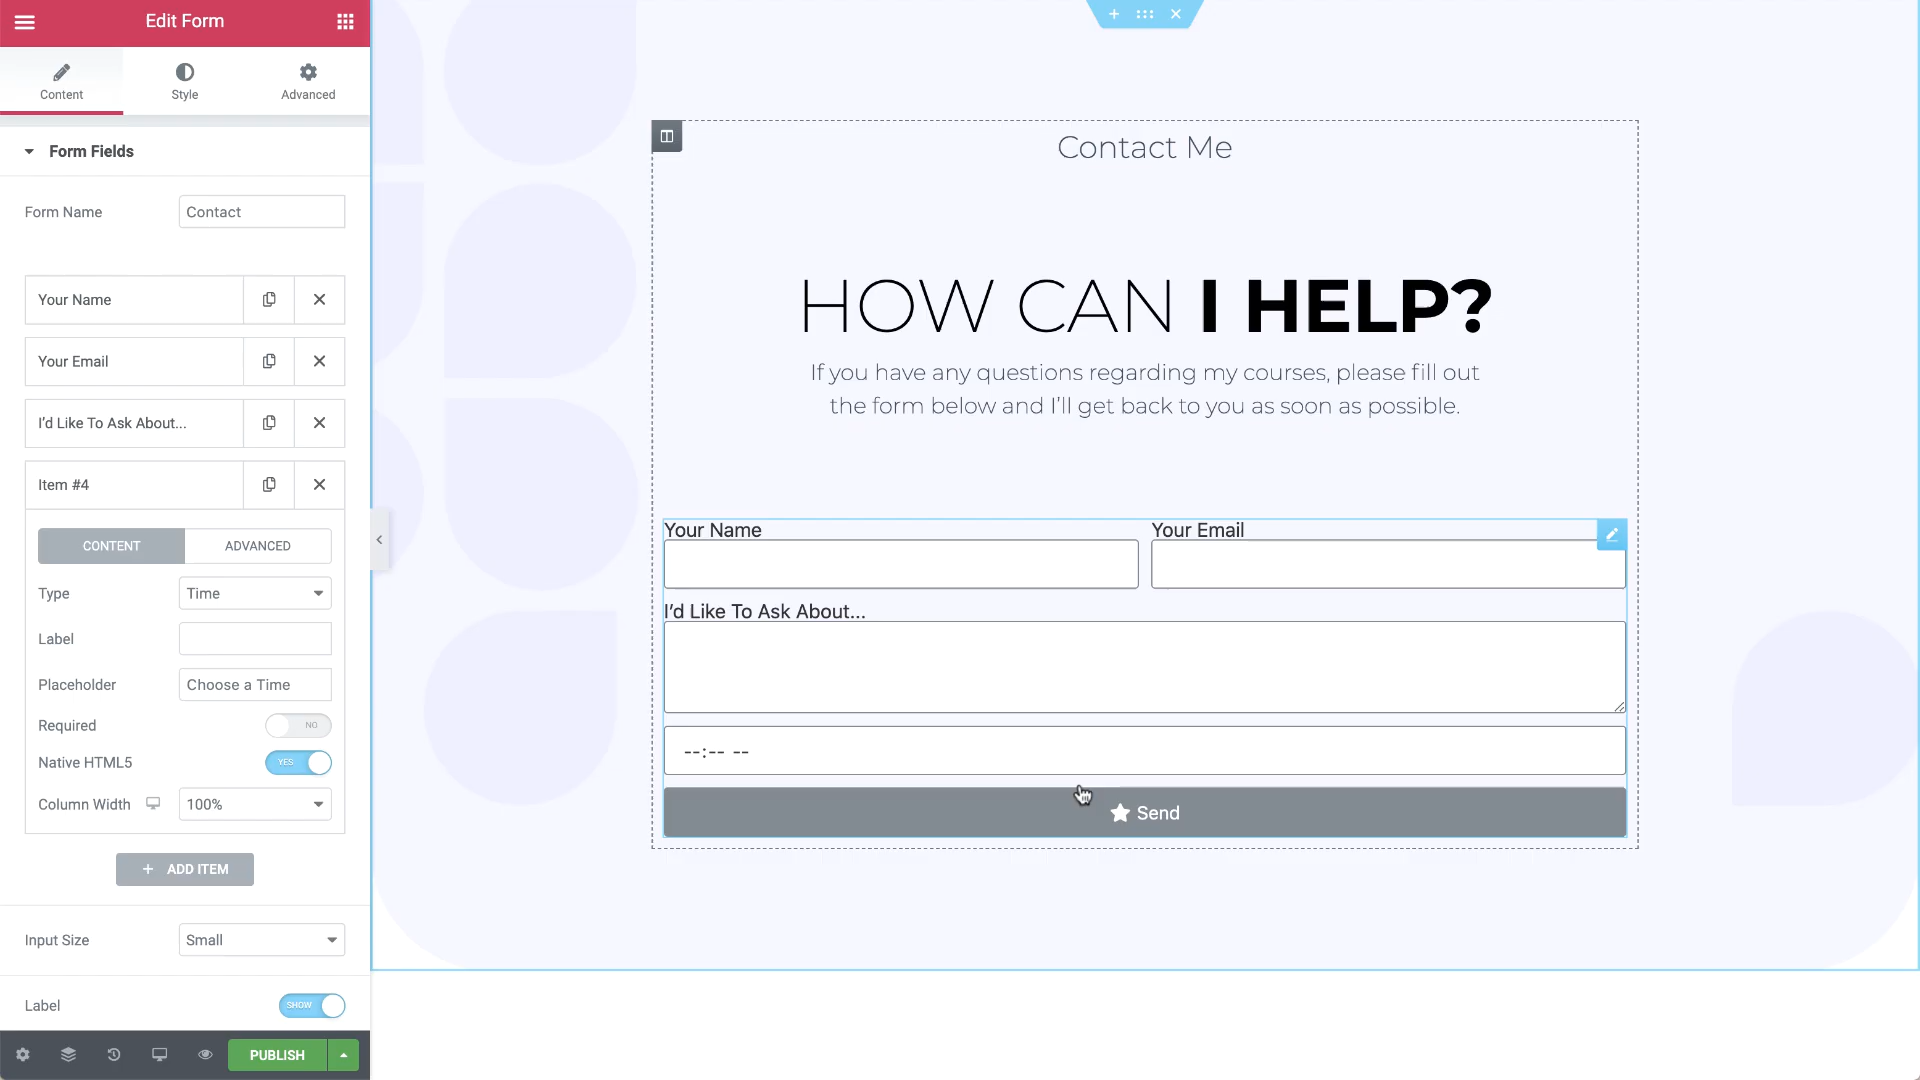 Edit Form
Content
Style
Advanced
Form Fields
Form Name
Contact
Your Name
Your Email
I'd Like To Ask About...
Item #4
CONTENT
ADVANCED
Type
Time
Label
Placeholder
Choose a Time
Required
NO
Native HTML5
YES
Column Width
100%
+ ADD ITEM
Input Size
Small
Label
SHOW
PUBLISH
Contact Me
HOW CAN I HELP?
If you have any questions regarding my courses, please fill out
the form below and I'll get back to you as soon as possible.
Your Name
Your Email
I'd Like To Ask About...
--:-- --
Send